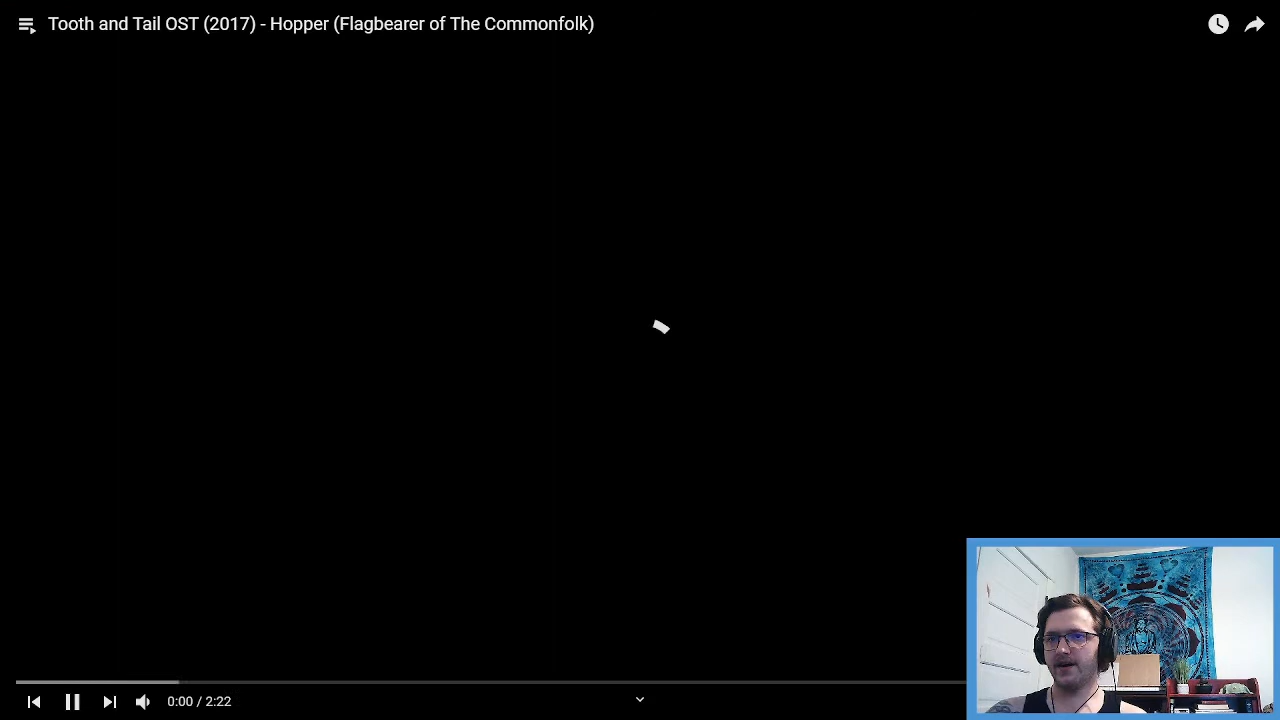 Tooth and Tail OST (2017) - Hopper (Flagbearer of The Commonfolk)
0:00 / 2:22